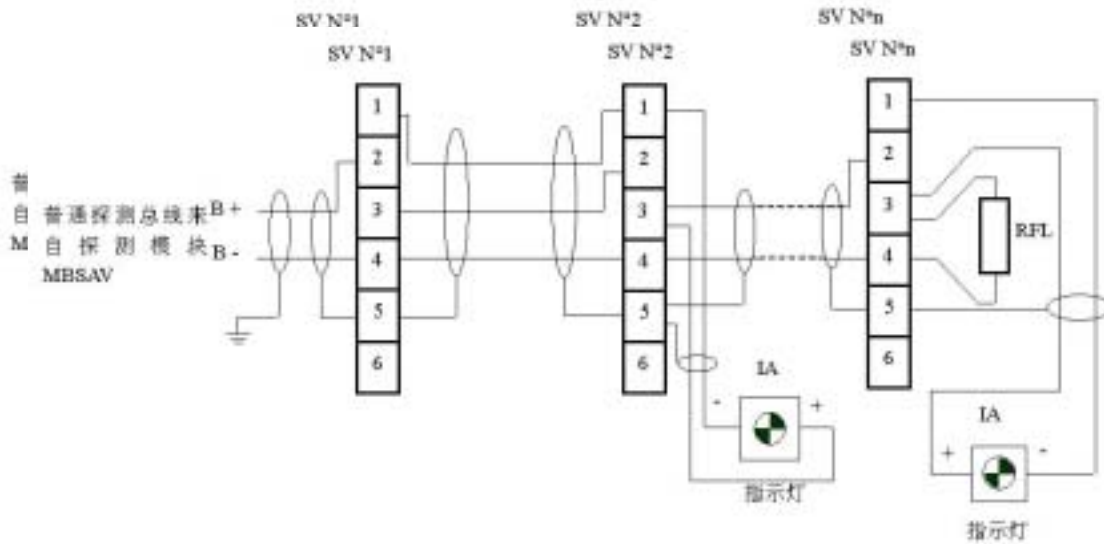 SV N°1 SV N°2 SV N°n
SV N°1 SV N°2 SV N°n
1 1 1
2 2 2
3 3 3
4 4 4
5 5 5
6 6 6
普
自 普通探测总线来 B +
M 自探测模块 B -
MBSAV
RFL
IA
- +
指示灯
IA
+ -
指示灯